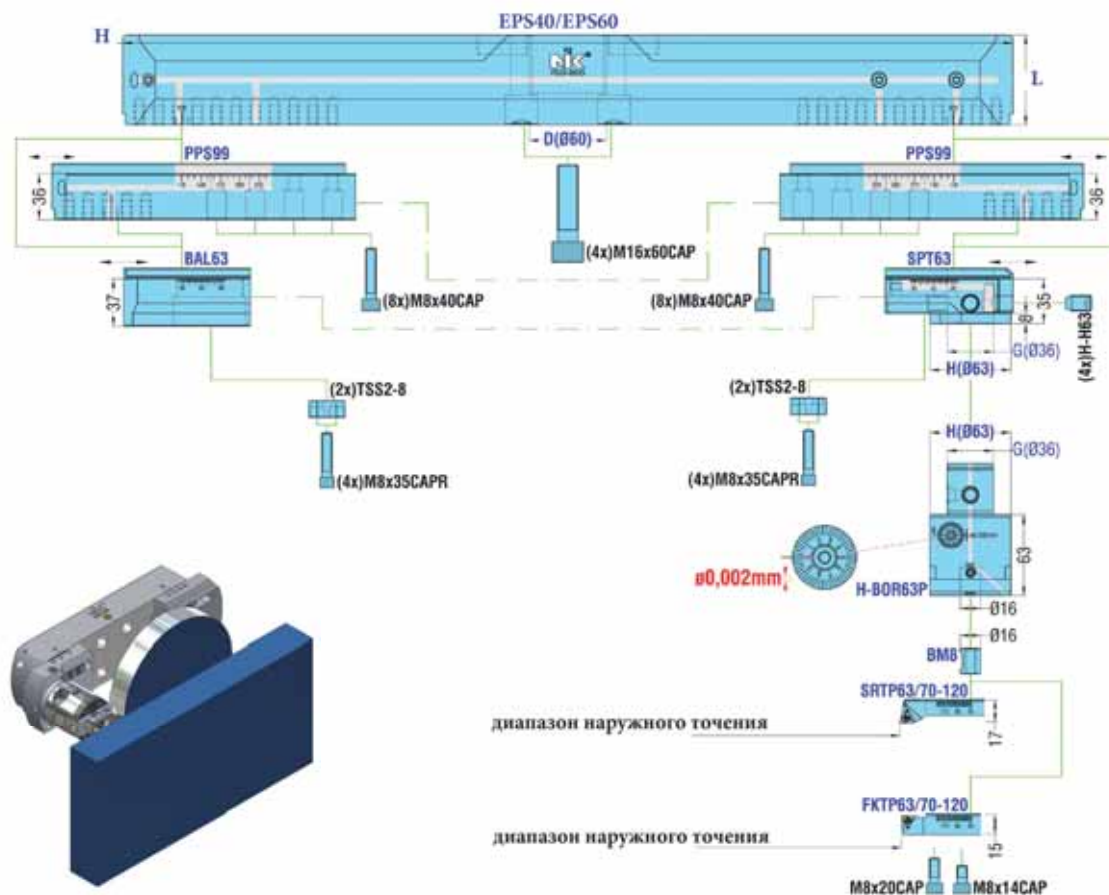 EPS40/EPS60
H
eic
L
D(Ø60)
PPS99
PPS99
36
36
(4x)M16x60CAP
BAL63
SPT63
37
35
8
(8x)M8x40CAP
(8x)M8x40CAP
(4x)H-H63
G(Ø36)
H(Ø63)
(2x)TSS2-8
(2x)TSS2-8
(4x)M8x35CAPR
(4x)M8x35CAPR
H(Ø63)
G(Ø36)
63
ø0,002mm
H-BOR63P
Ø16
Ø16
BM8
SRTP63/70-120
диапазон наружного точения
17
FKTP63/70-120
диапазон наружного точения
15
M8x20CAP
M8x14CAP